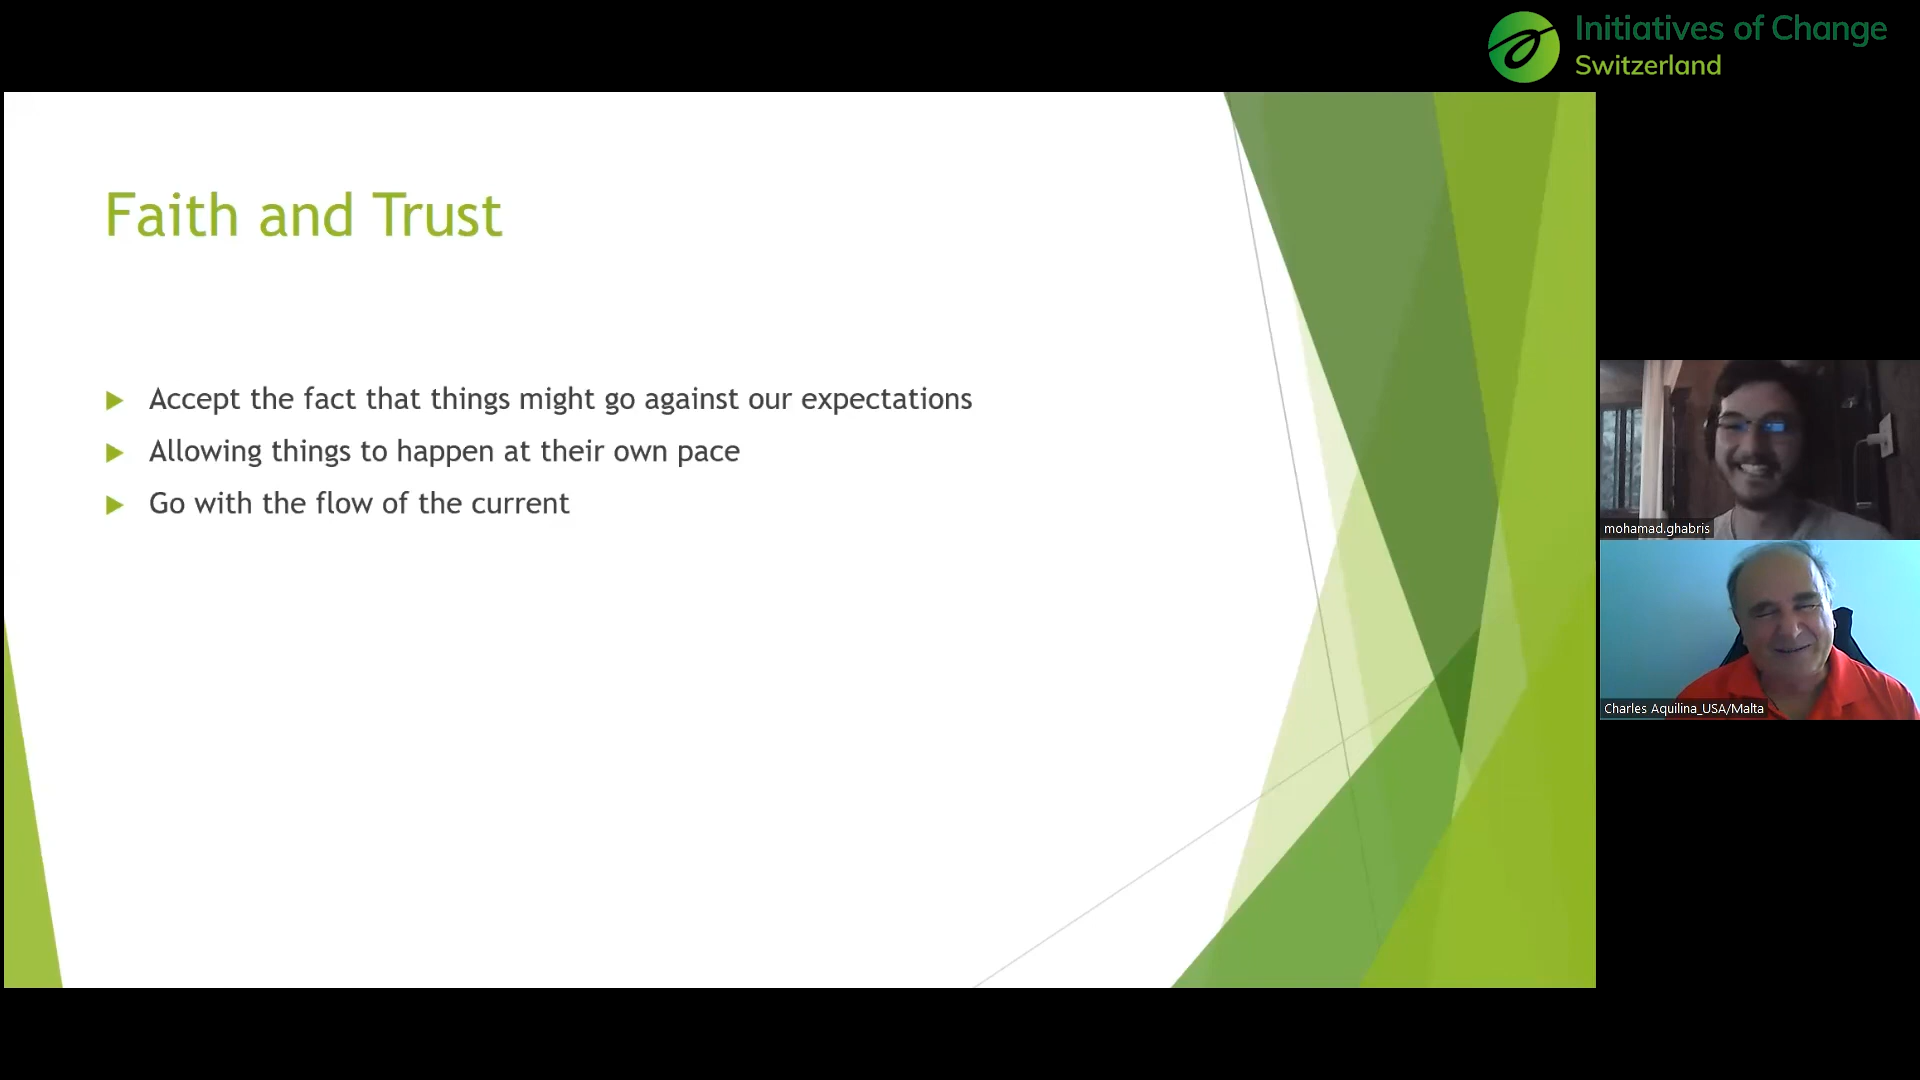 Initiatives of Change
Switzerland
Faith and Trust
Accept the fact that things might go against our expectations
Allowing things to happen at their own pace
Go with the flow of the current
mohamad.ghabris
Charles Aquilina_USA/Malta